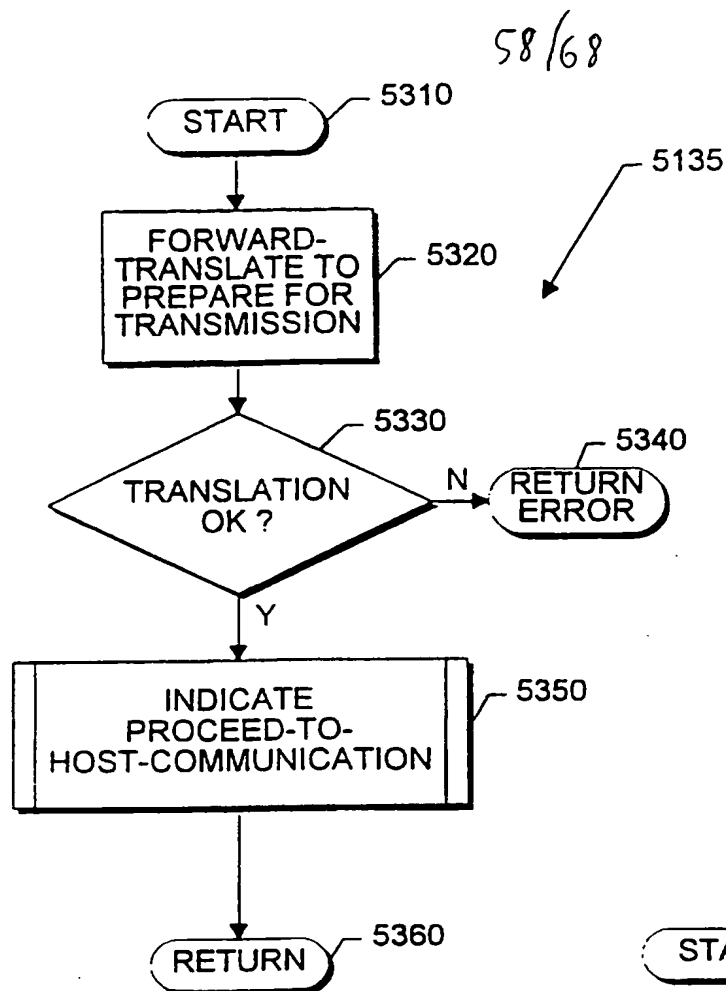 58/68
START
5310
5135
FORWARD-
TRANSLATE TO
PREPARE FOR
TRANSMISSION
5320
5330
TRANSLATION
OK ?
N
5340
RETURN
ERROR
Y
INDICATE
PROCEED-TO-
HOST-COMMUNICATION
5350
RETURN
5360
STA